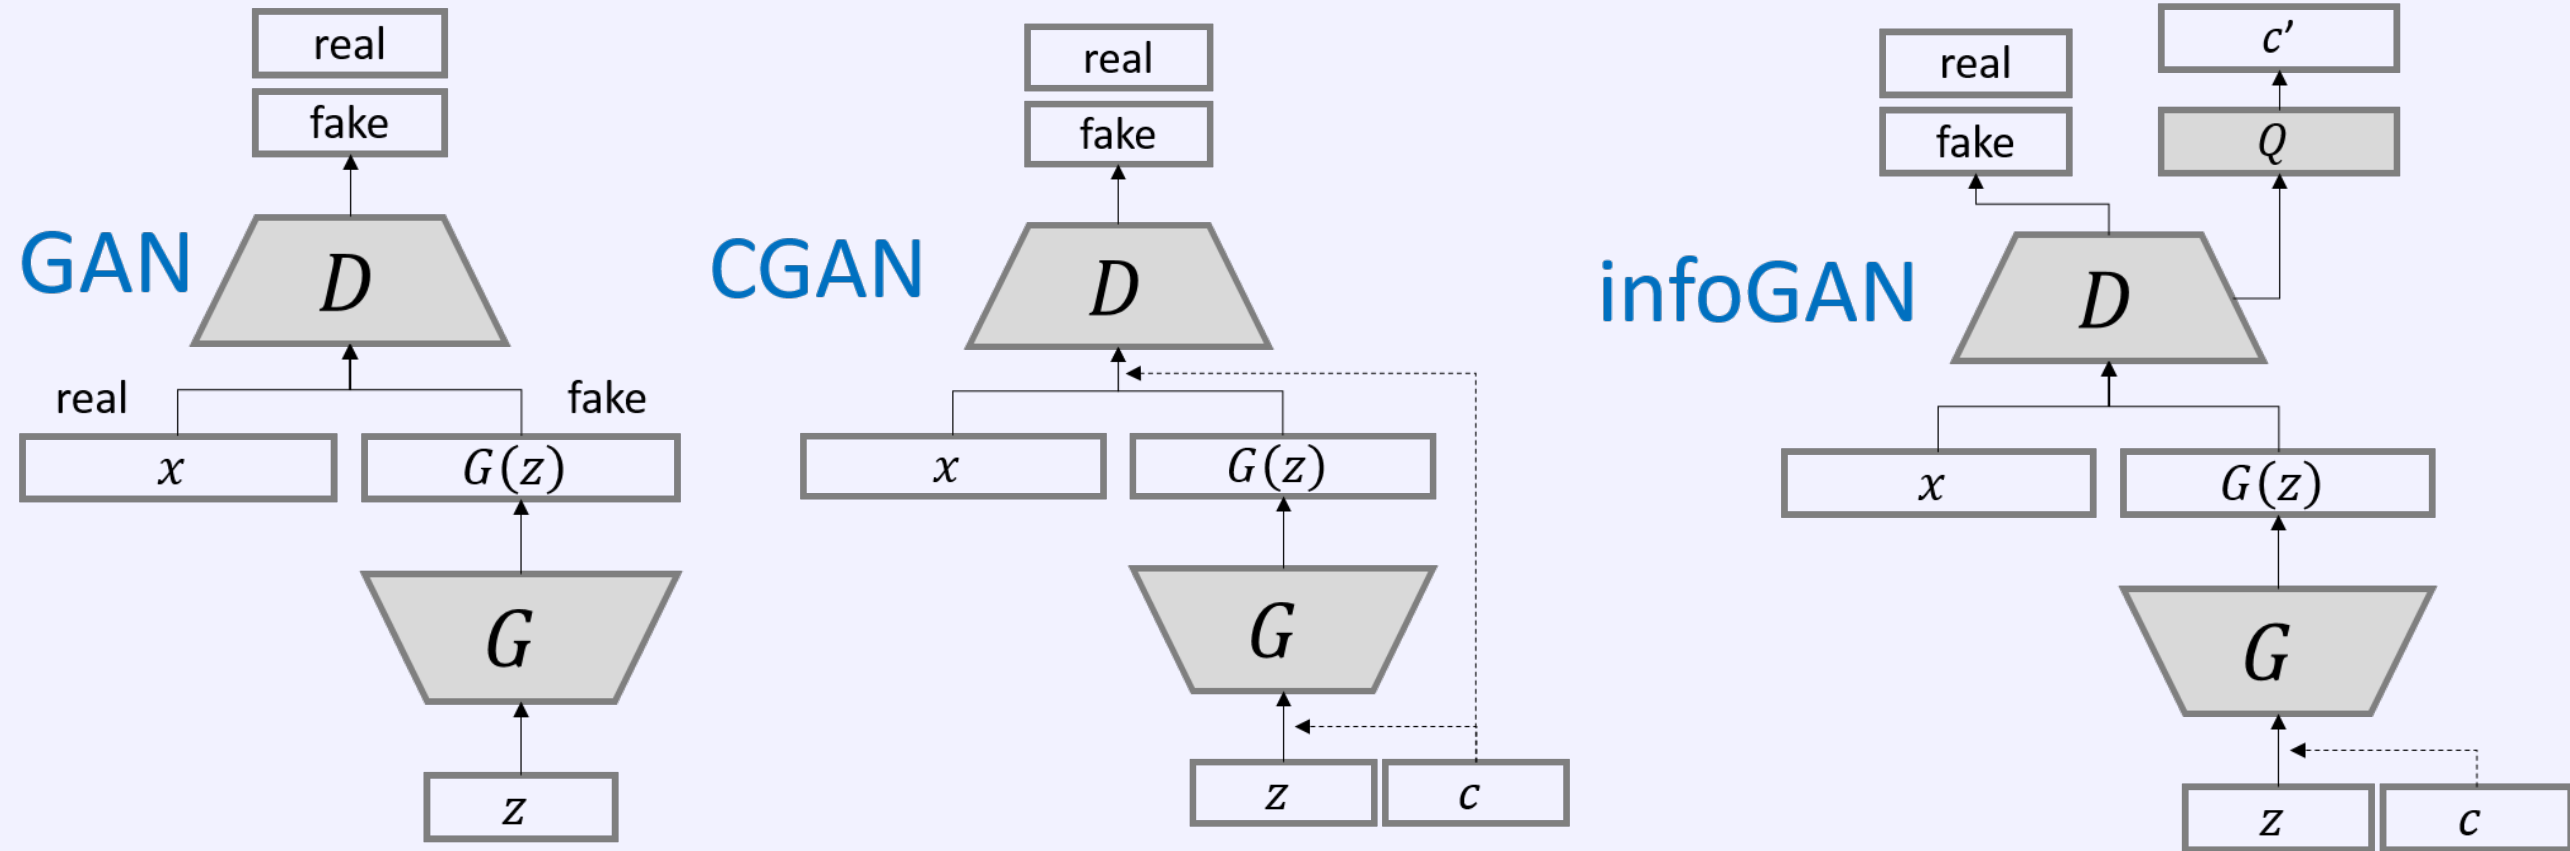 real
fake
GAN
D
real
fake
x
G(z)
G
z
real
fake
CGAN
D
x
G(z)
G
z
c
real
fake
c′
Q
infoGAN
D
x
G(z)
G
z
c